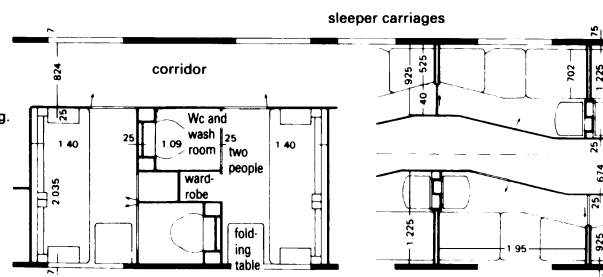 sleeper carriages
7
824
25
corridor
g.
1 40
2 035
7
25
1 09
Wc and
wash
room
25
two
people
1 40
ward-
robe
fold-
ing
table
925
525
40
702
75
1 225
25
674
25
925
1 225
1 95